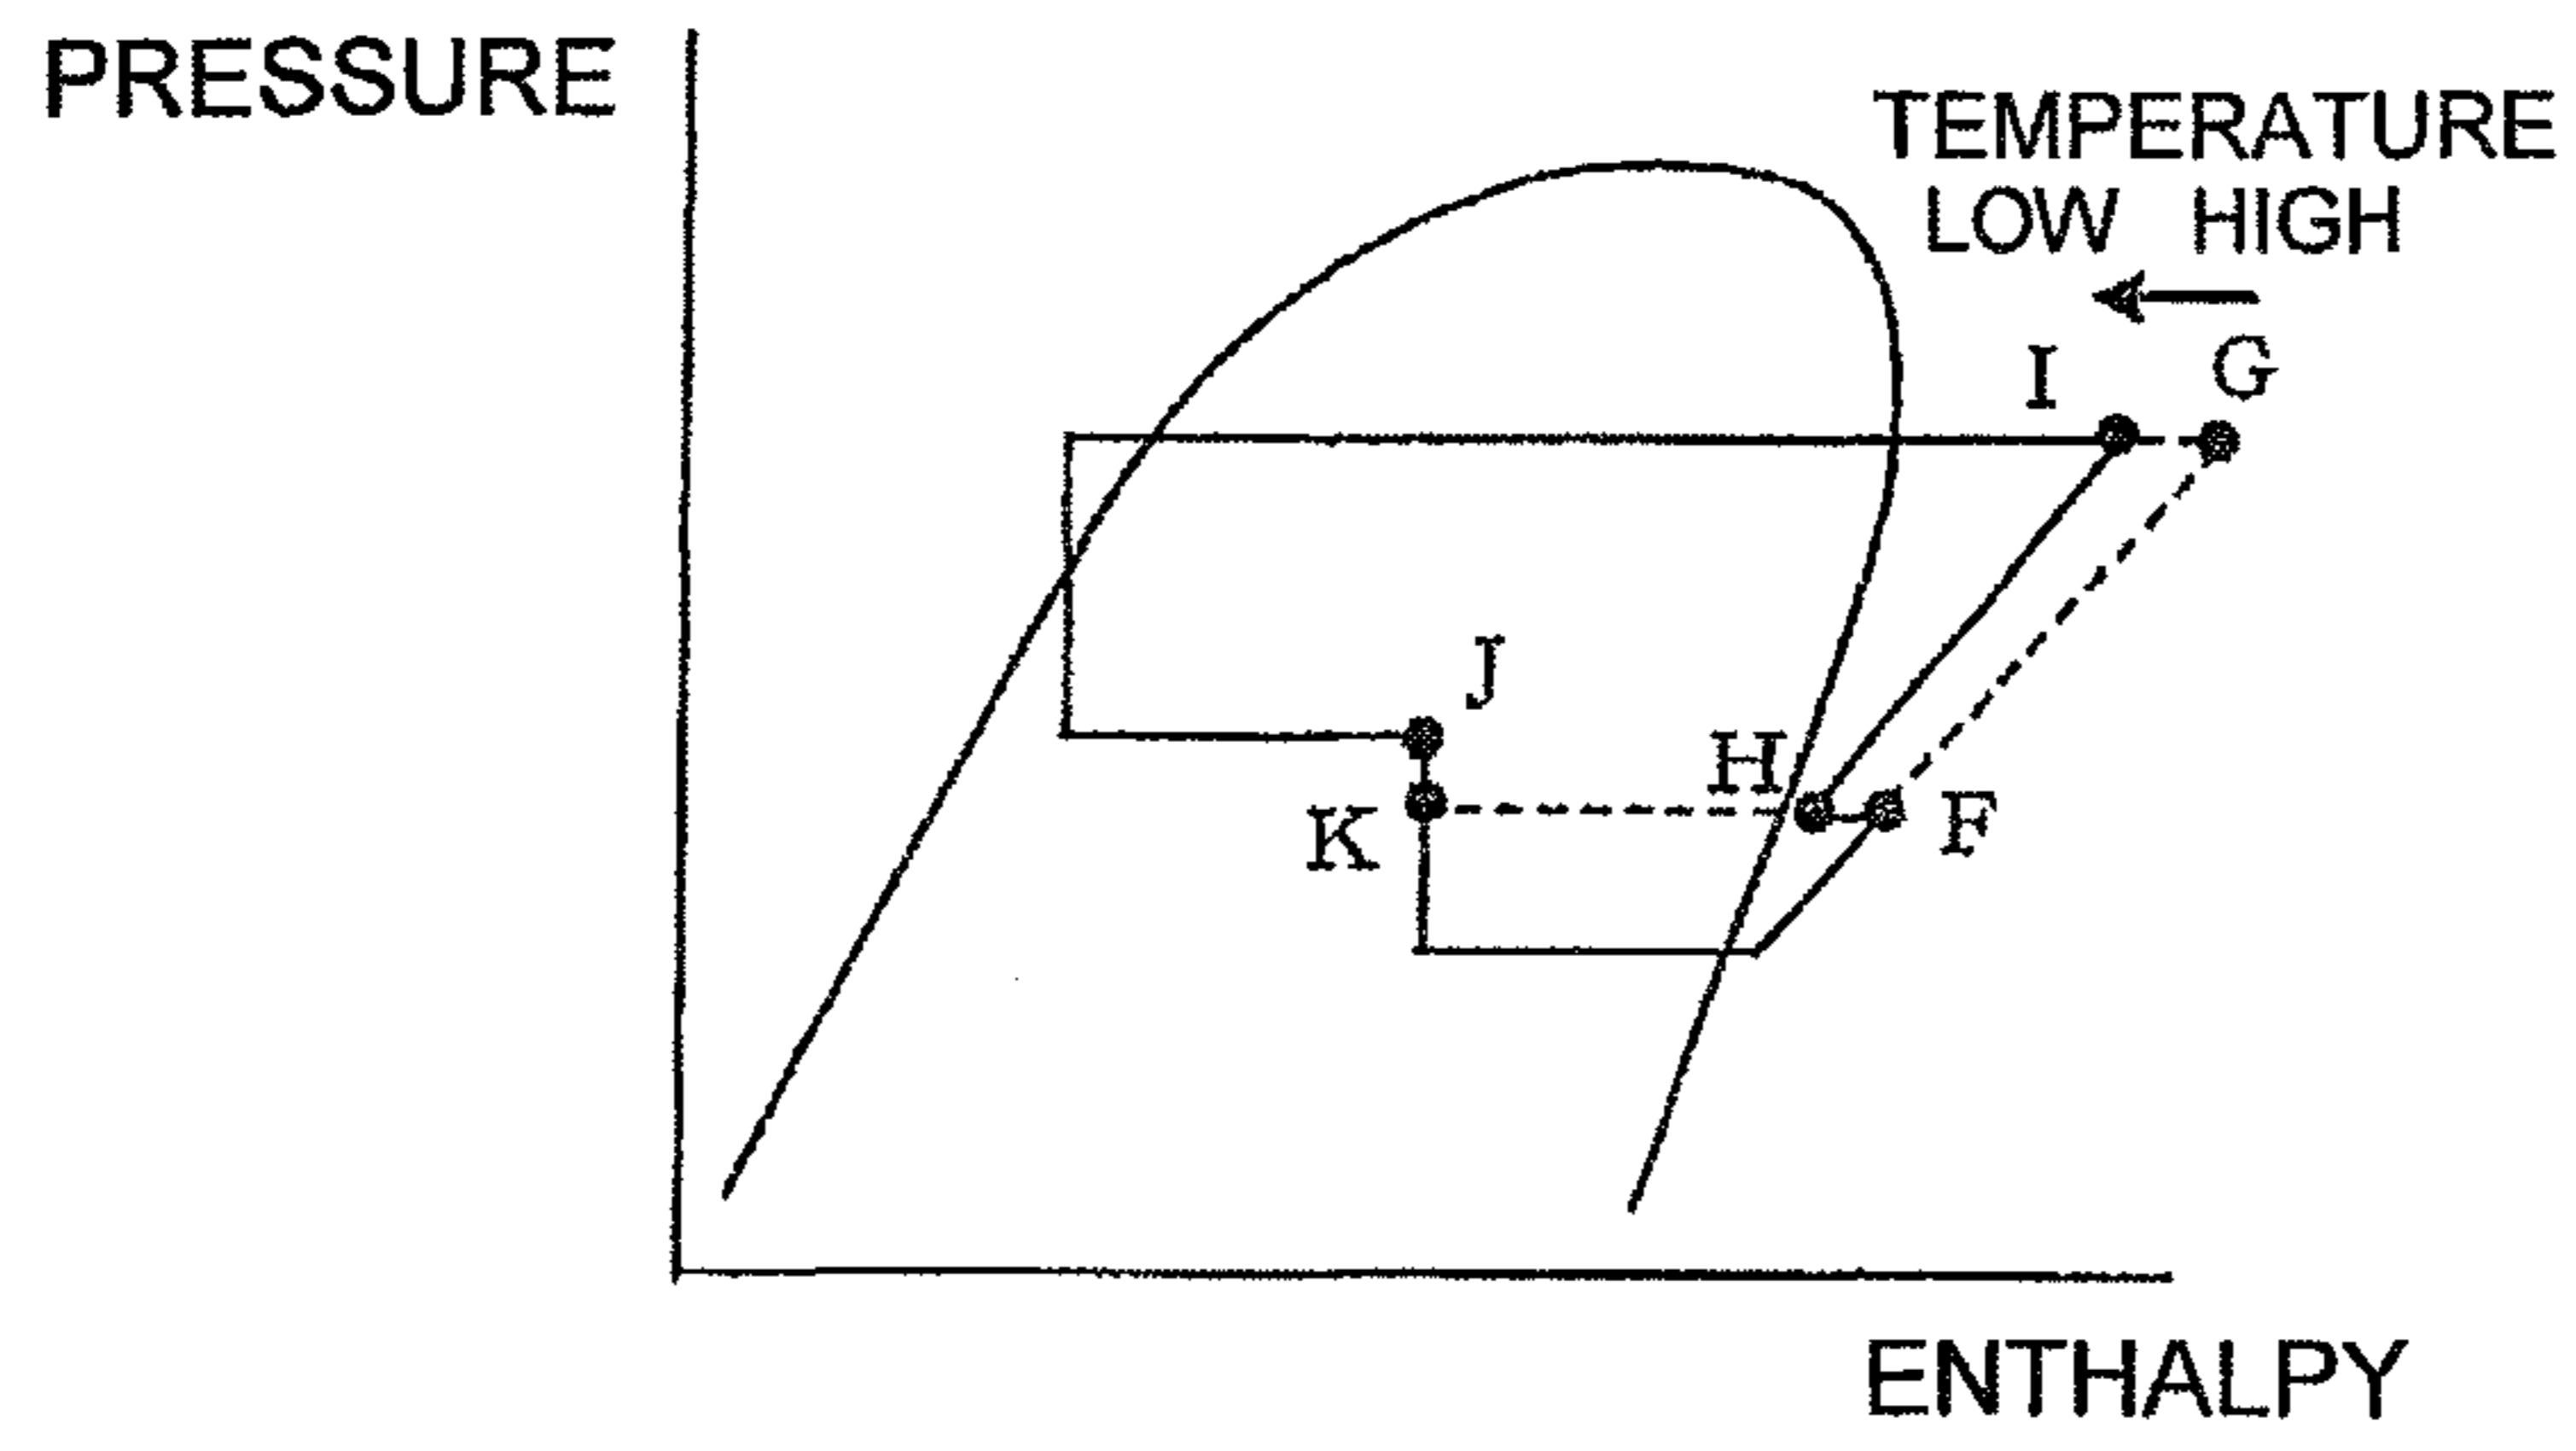 PRESSURE
TEMPERATURE
LOW HIGH
I
G
J
H
K
F
ENTHALPY